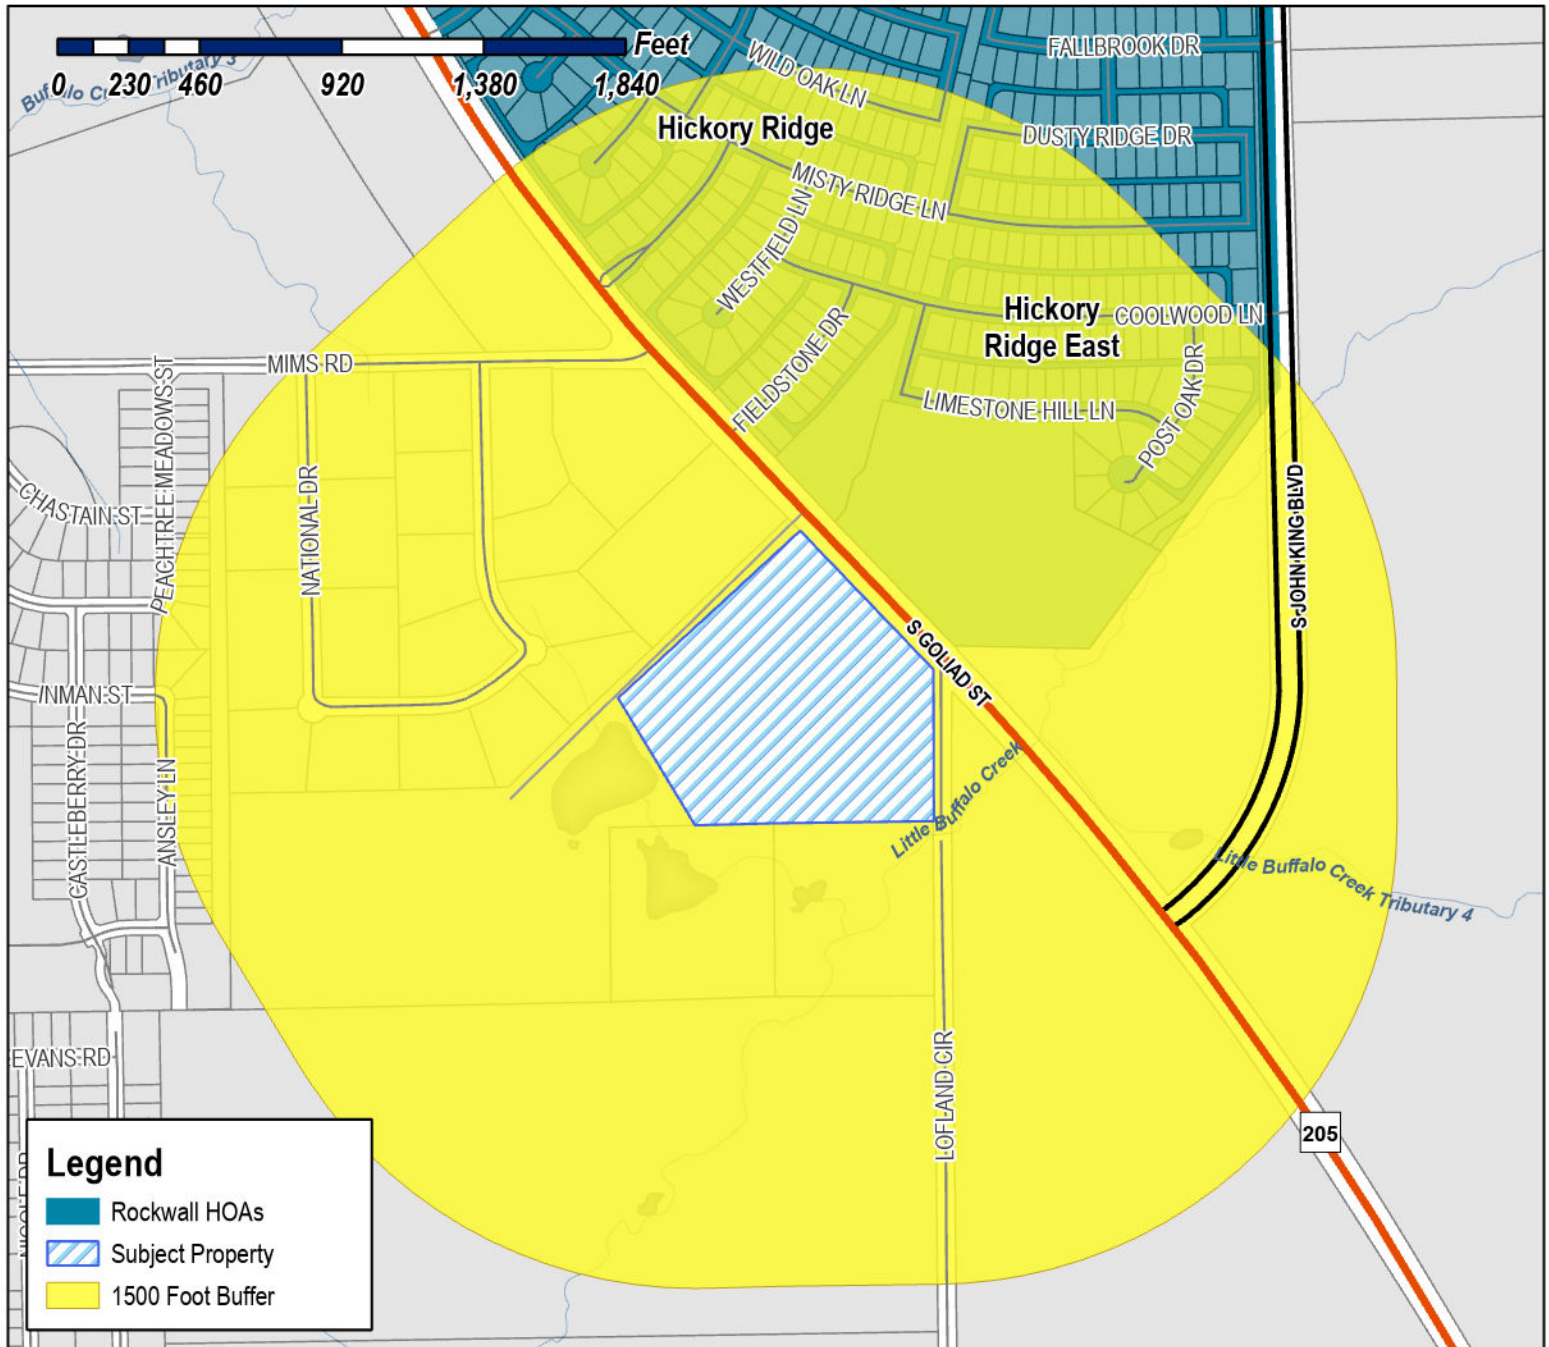 FALLBROOK DR
Feet
0 230 460 920 1,380 1,840
WILD OAK LN
Hickory Ridge
DUSTY RIDGE DR
MISTY RIDGE LN
WESTFIELD LN
Hickory
Ridge East
COOLWOOD LN
FIELDSTONE DR
MIMS RD
LIMESTONE HILL LN
POST OAK DR
PEACHTREE MEADOWS ST
NATIONAL DR
CHASTAIN ST
S JOHN KING BLVD
S GOLIAD ST
INMAN ST
CASTLEBERRY DR
ANSLEY LN
Little Buffalo Creek
Little Buffalo Creek Tributary 4
EVANS RD
LOFLAND CIR
205
Legend
Rockwall HOAs
Subject Property
1500 Foot Buffer